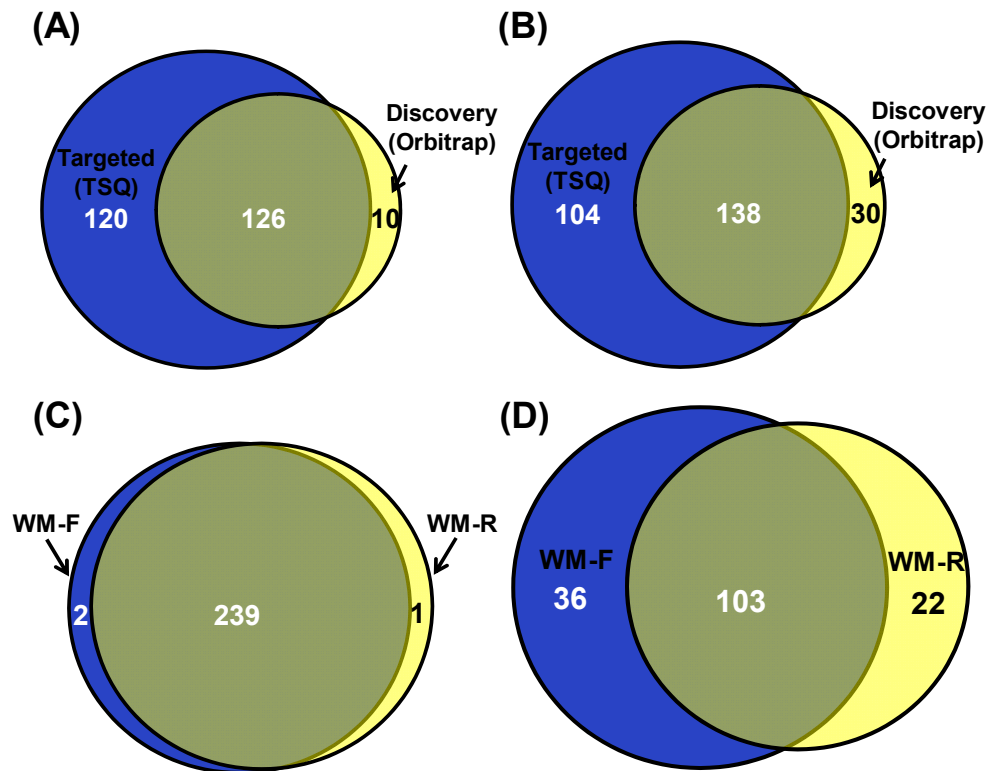 (A)
Targeted
(TSQ)
120
126
10
Discovery
(Orbitrap)
(B)
Targeted
(TSQ)
104
138
30
Discovery
(Orbitrap)
(C)
WM-F
2
239
1
WM-R
(D)
WM-F
36
103
WM-R
22